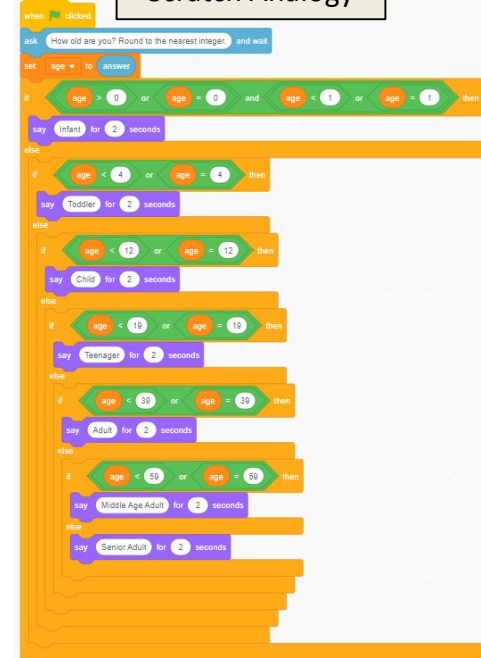 Scratch Analogy
when clicked
ask How old are you? Round to the nearest integer. and wait
set age to answer
if age > 0 or age = 0 and age < 1 or age = 1 then
say Infant for 2 seconds
else
if age < 4 or age = 4 then
say Toddler for 2 seconds
else
if age < 12 or age = 12 then
say Child for 2 seconds
else
if age < 19 or age = 19 then
say Teenager for 2 seconds
else
if age < 39 or age = 39 then
say Adult for 2 seconds
else
if age < 59 or age = 59 then
say Middle Age Adult for 2 seconds
else
say Senior Adult for 2 seconds